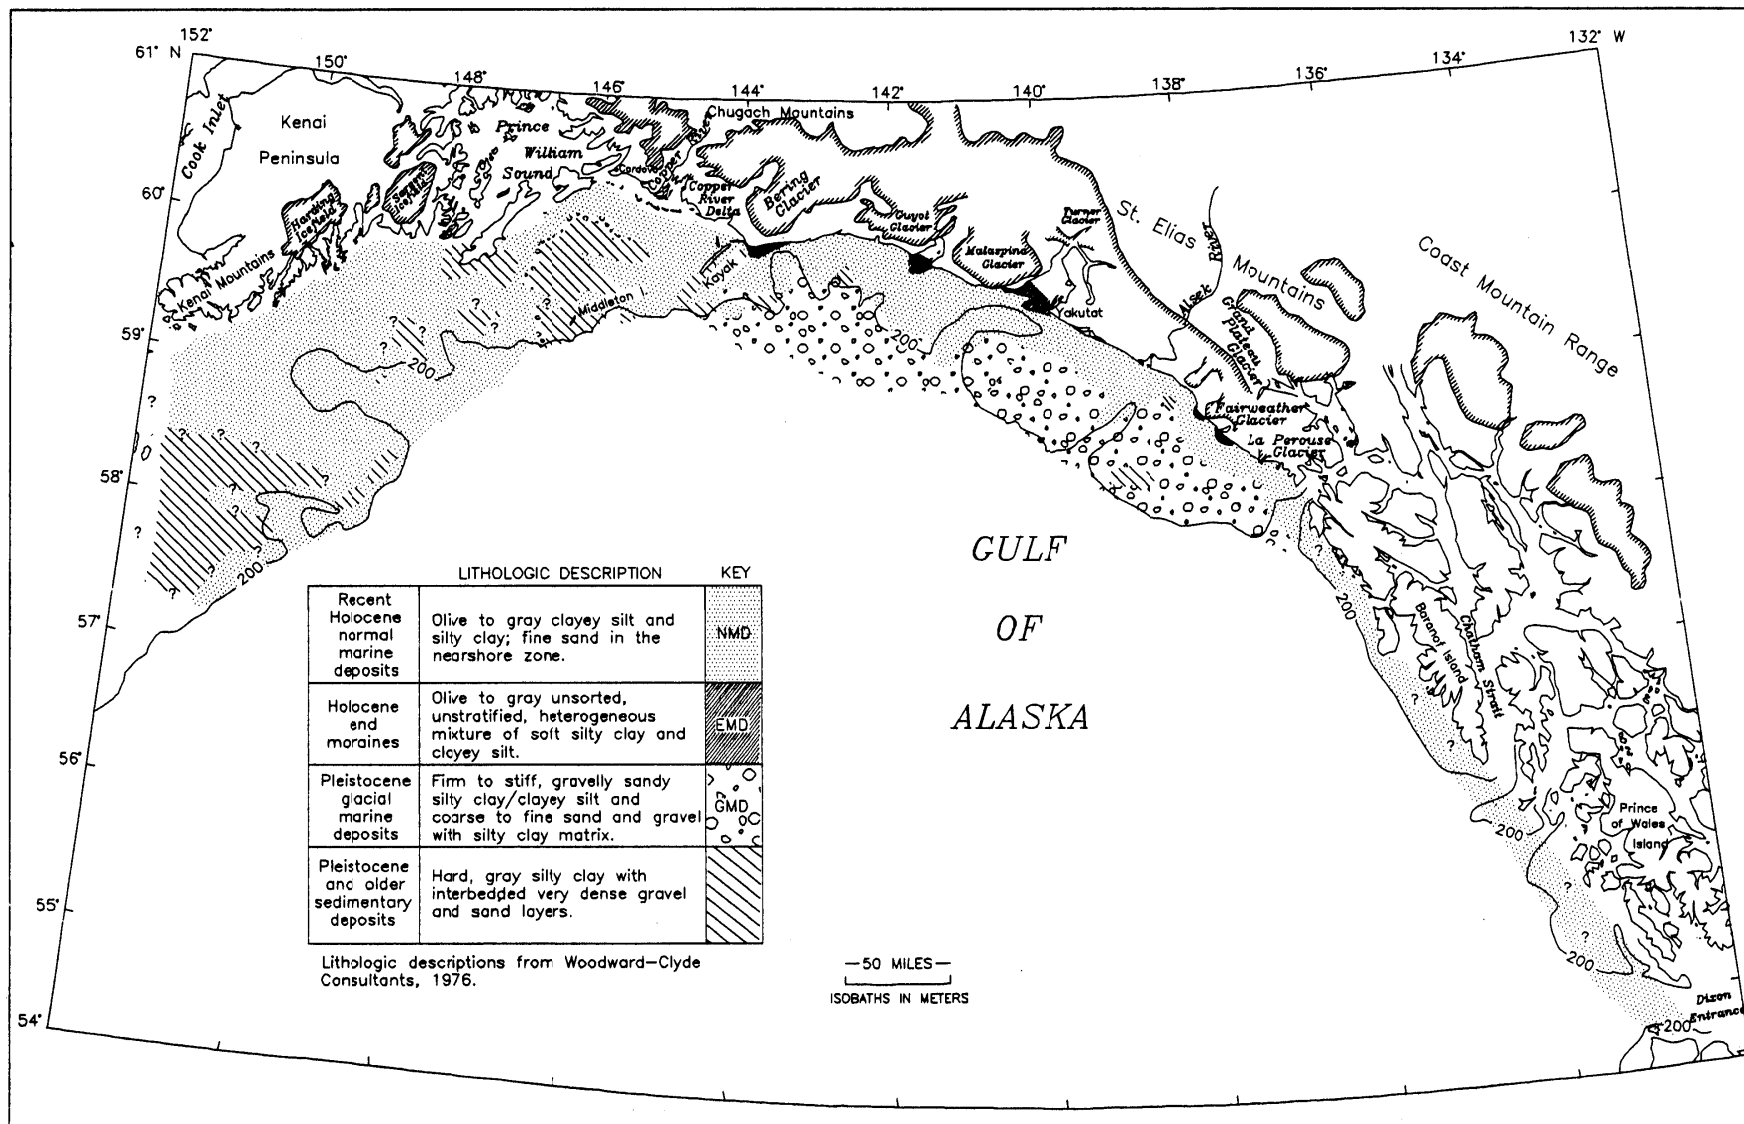 152°
61° N
150°
148°
146°
144°
142°
140°
138°
136°
134°
132° W
Cook Inlet
Kenai
Peninsula
Prince
William
Sound
Chugach Mountains
Copper River
Cordova
Copper
River
Delta
Bering
Glacier
Guyot
Glacier
Malaspina
Glacier
Turner
Glacier
St. Elias
Mountains
Alsek River
Coast Mountain Range
60°
Harding
Icefield
Sargent
Icefield
Kenai Mountains
Kayak
Middleton
Yakutat
Grand
Plateau
Glacier
Fairweather
Glacier
La Perouse
Glacier
59°
200
200
58°
57°
56°
55°
54°
200
GULF
OF
ALASKA
200
Baranof Island
Chatham Strait
Prince
of Wales
Island
200
200
Dixon
Entrance
200
LITHOLOGIC DESCRIPTION KEY
Recent
Holocene
normal
marine
deposits
Olive to gray clayey silt and
silty clay; fine sand in the
nearshore zone.
NMD
Holocene
end
moraines
Olive to gray unsorted,
unstratified, heterogeneous
mixture of soft silty clay and
clayey silt.
EMD
Pleistocene
glacial
marine
deposits
Firm to stiff, gravelly sandy
silty clay/clayey silt and
coarse to fine sand and gravel
with silty clay matrix.
GMD
Pleistocene
and older
sedimentary
deposits
Hard, gray silty clay with
interbedded very dense gravel
and sand layers.
Lithologic descriptions from Woodward-Clyde
Consultants, 1976.
50 MILES
ISOBATHS IN METERS